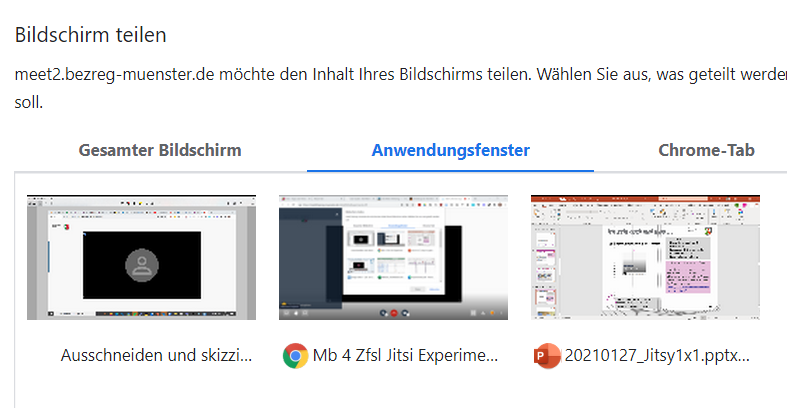 Bildschirm teilen
meet2.bezreg-muenster.de möchte den Inhalt Ihres Bildschirms teilen. Wählen Sie aus, was geteilt werden
soll.
Gesamter Bildschirm Anwendungsfenster Chrome-Tab
Ausschneiden und skizzi... Mb 4 Zfsl Jitsi Experime... 20210127_Jitsy1x1.pptx...